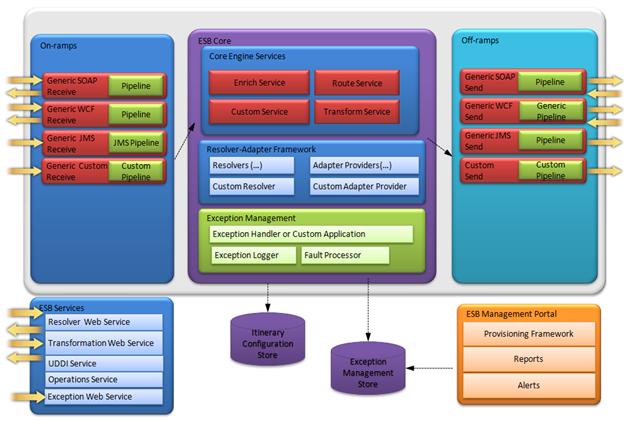 On-ramps
Generic SOAP
Receive
Pipeline
Generic WCF
Receive
Pipeline
Generic JMS
Receive
JMS Pipeline
Generic Custom
Receive
Custom
Pipeline
ESB Core
Core Engine Services
Enrich Service
Route Service
Custom Service
Transform Service
Resolver-Adapter Framework
Resolvers (...)
Adapter Providers(...)
Custom Resolver
Custom Adapter Provider
Exception Management
Exception Handler or Custom Application
Exception Logger
Fault Processor
Off-ramps
Generic SOAP
Send
Pipeline
Generic WCF
Send
Generic
Pipeline
Generic JMS
Send
Pipeline
Custom
Send
Custom
Pipeline
ESB Services
Resolver Web Service
Transformation Web Service
UDDI Service
Operations Service
Exception Web Service
Itinerary
Configuration
Store
Exception
Management
Store
ESB Management Portal
Provisioning Framework
Reports
Alerts